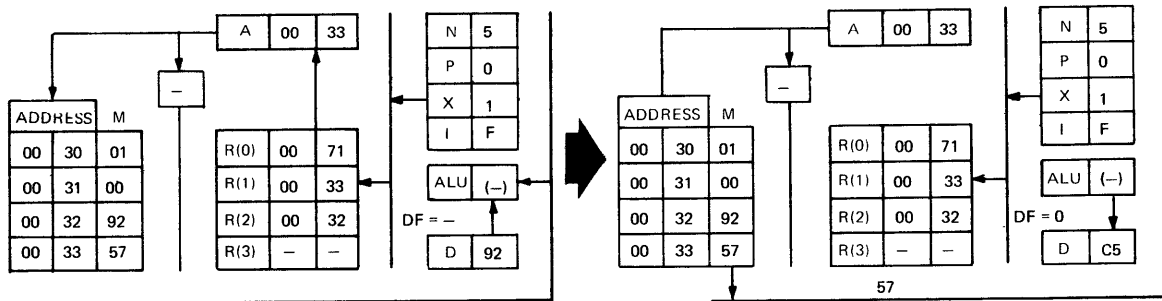 A 00 33
–
ADDRESS M
00 30 01
00 31 00
00 32 92
00 33 57
R(0) 00 71
R(1) 00 33
R(2) 00 32
R(3) – –
N 5
P 0
X 1
I F
ALU (–)
DF = –
D 92
A 00 33
–
ADDRESS M
00 30 01
00 31 00
00 32 92
00 33 57
R(0) 00 71
R(1) 00 33
R(2) 00 32
R(3) – –
N 5
P 0
X 1
I F
ALU (–)
DF = 0
D C5
57